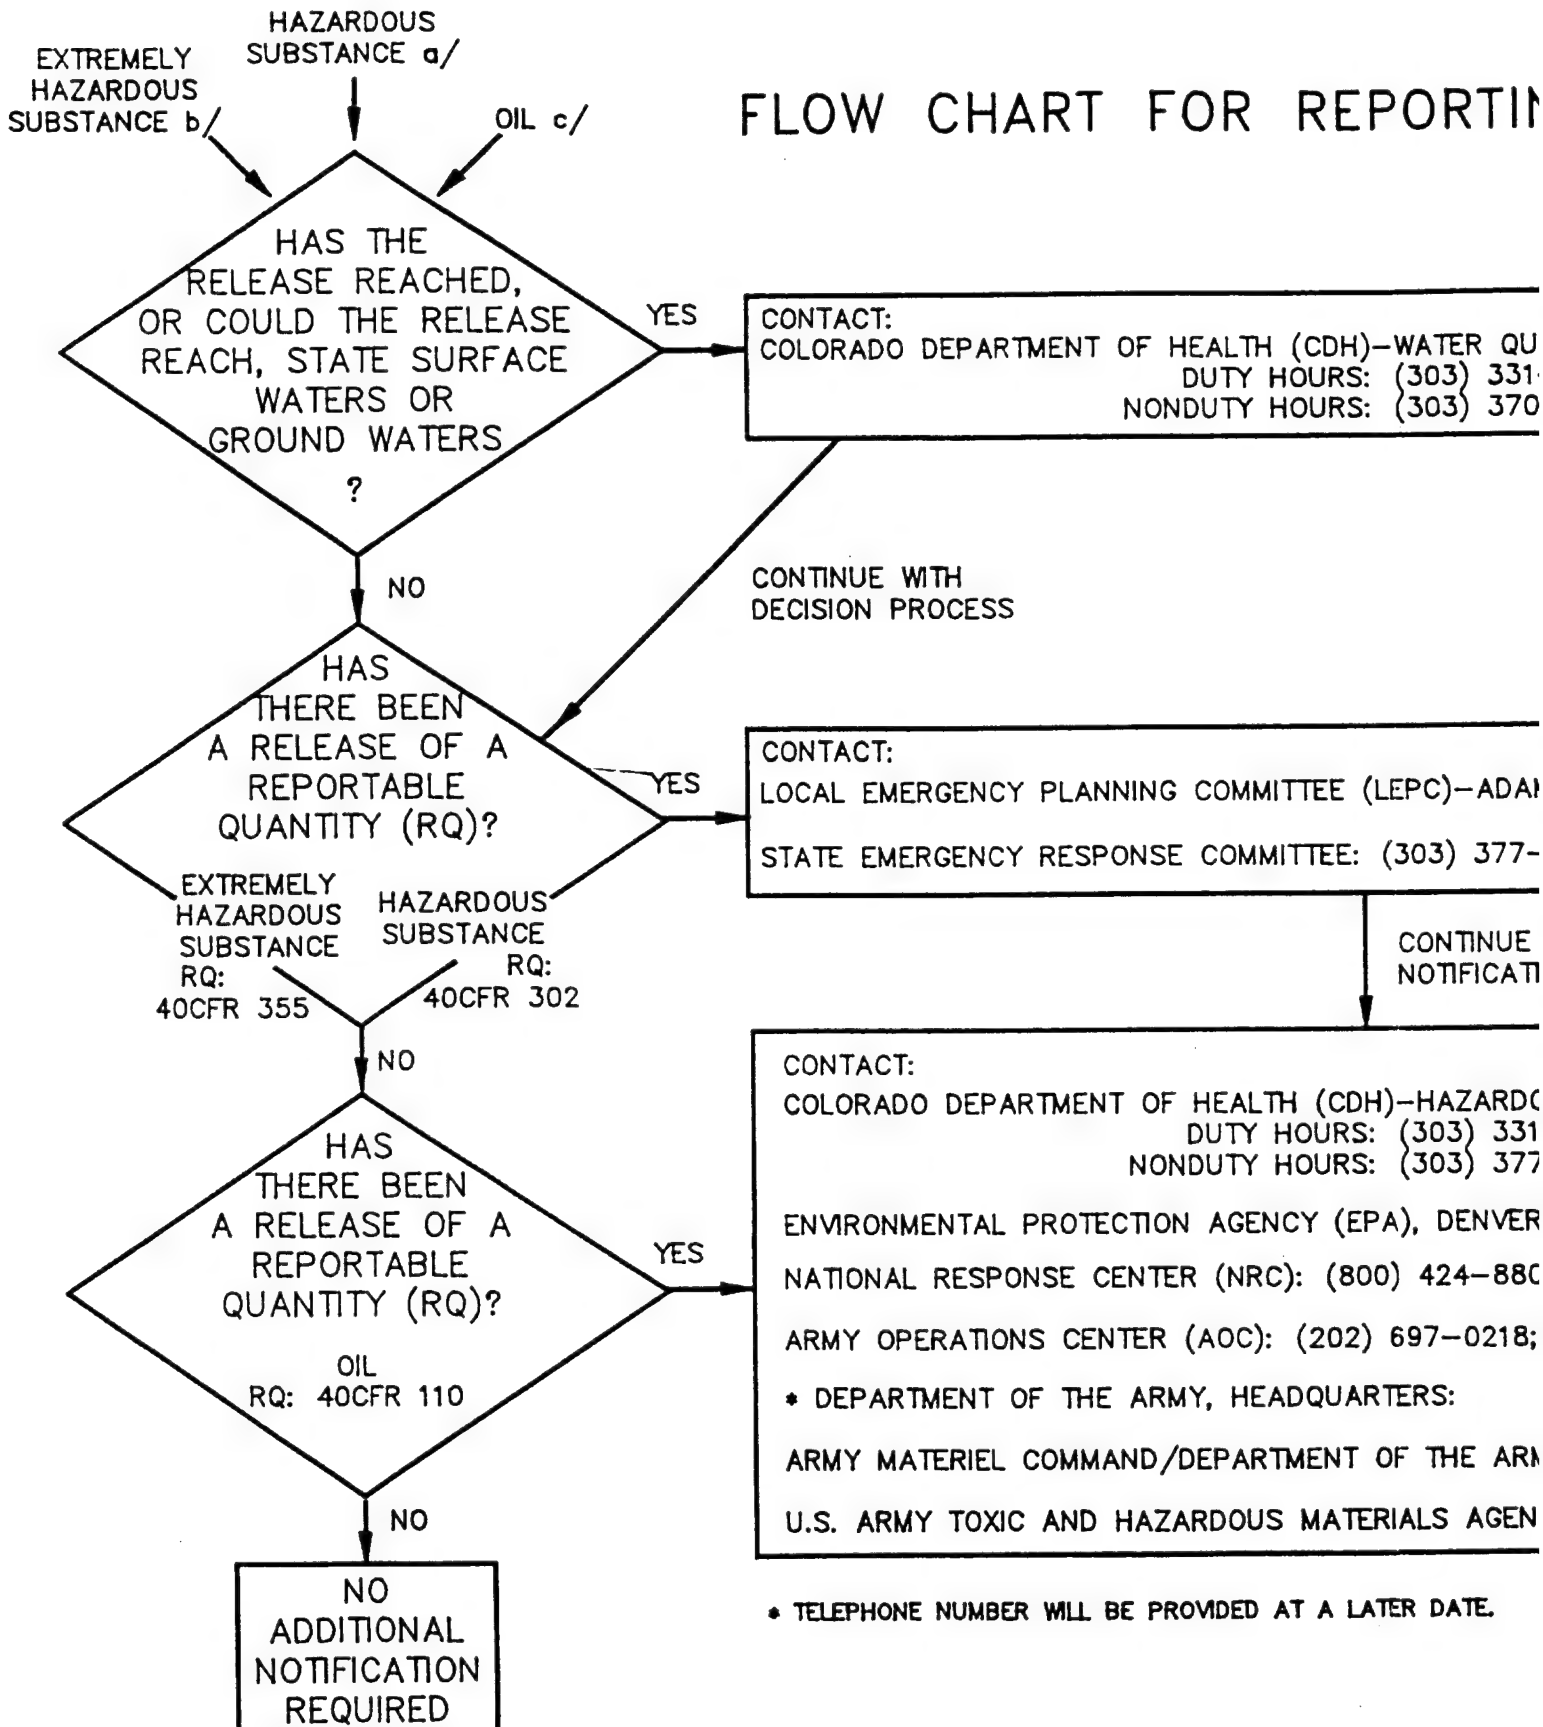 HAZARDOUS
SUBSTANCE a/
EXTREMELY
HAZARDOUS
SUBSTANCE b/
OIL c/
FLOW CHART FOR
HAS THE
RELEASE REACHED,
OR COULD THE RELEASE
REACH, STATE SURFACE
WATERS OR
GROUND WATERS
?
YES
CONTACT:
COLORADO DEPARTMENT OF HEALTH (CDH)-WATER
DUTY HOURS: (303) 331-
NONDUTY HOURS: (303) 370
NO
CONTINUE WITH
DECISION PROCESS
HAS
THERE BEEN
A RELEASE OF A
REPORTABLE
QUANTITY (RQ)?
YES
CONTACT:
LOCAL EMERGENCY PLANNING COMMITTEE (LEPC)-
STATE EMERGENCY RESPONSE COMMITTEE: (303) 377-
EXTREMELY
HAZARDOUS
SUBSTANCE
RQ:
40CFR 355
HAZARDOUS
SUBSTANCE
RQ:
40CFR 302
CONTINUE
NO
CONTACT:
COLORADO DEPARTMENT OF HEALTH (CDH)-
DUTY HOURS: (303) 331
NONDUTY HOURS: (303) 377
HAS
THERE BEEN
A RELEASE OF A
REPORTABLE
QUANTITY (RQ)?
OIL
RQ: 40CFR 110
YES
ENVIRONMENTAL PROTECTION AGENCY (EPA), DENVER
NATIONAL RESPONSE CENTER (NRC): (800) 424-880
ARMY OPERATIONS CENTER (AOC): (202) 697-0218;
* DEPARTMENT OF THE ARMY, HEADQUARTERS:
ARMY MATERIEL COMMAND/DEPARTMENT OF THE
U.S. ARMY TOXIC AND HAZARDOUS MATERIALS
NO
NO
ADDITIONAL
NOTIFICATION
REQUIRED
* TELEPHONE NUMBER WILL BE PROVIDED AT A LATER DATE.